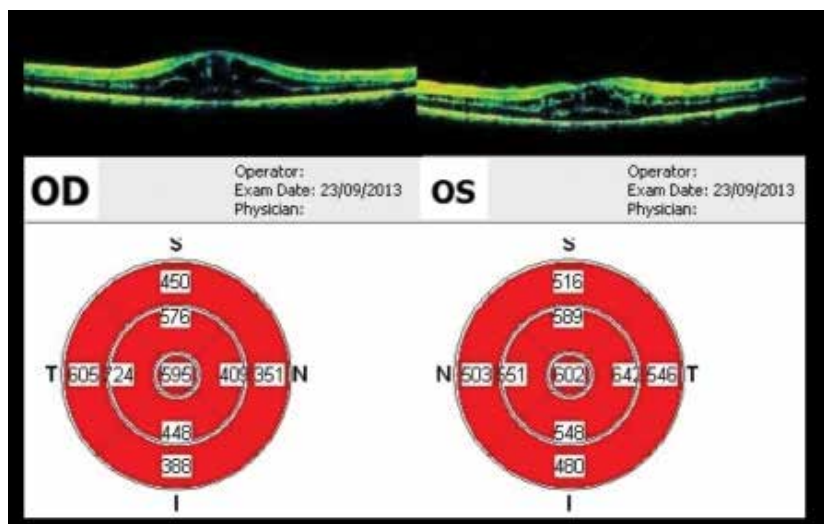 OD
Operator:
Exam Date: 23/09/2013
Physician:
OS
Operator:
Exam Date: 23/09/2013
Physician:
S
450
576
T 605 724 595 409 351 N
448
388
I
S
516
589
N 503 551 602 642 546 T
548
480
I